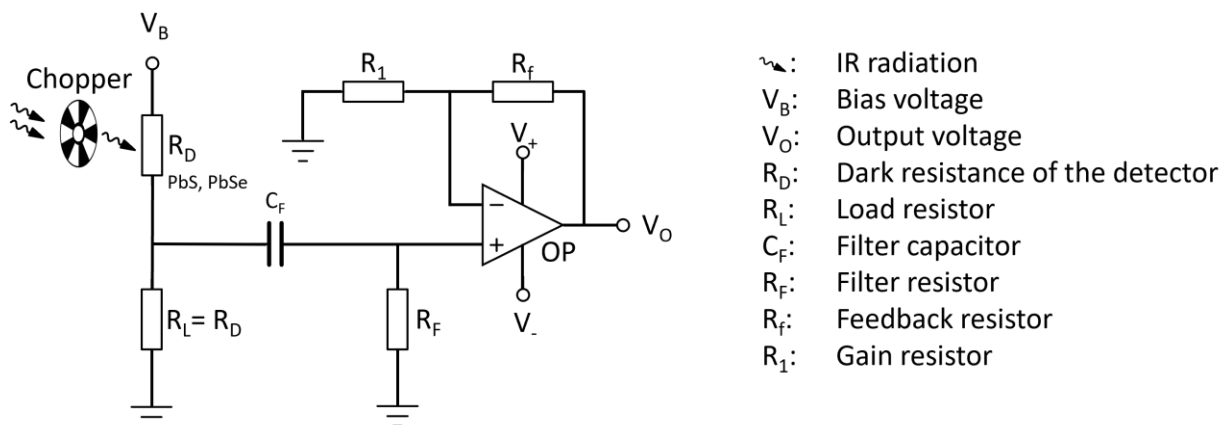 V_B
Chopper
R_D
PbS, PbSe
R_L= R_D
C_F
R_F
R_1
R_f
V_+
−
+
OP
V_-
V_O
: IR radiation
V_B: Bias voltage
V_O: Output voltage
R_D: Dark resistance of the detector
R_L: Load resistor
C_F: Filter capacitor
R_F: Filter resistor
R_f: Feedback resistor
R_1: Gain resistor